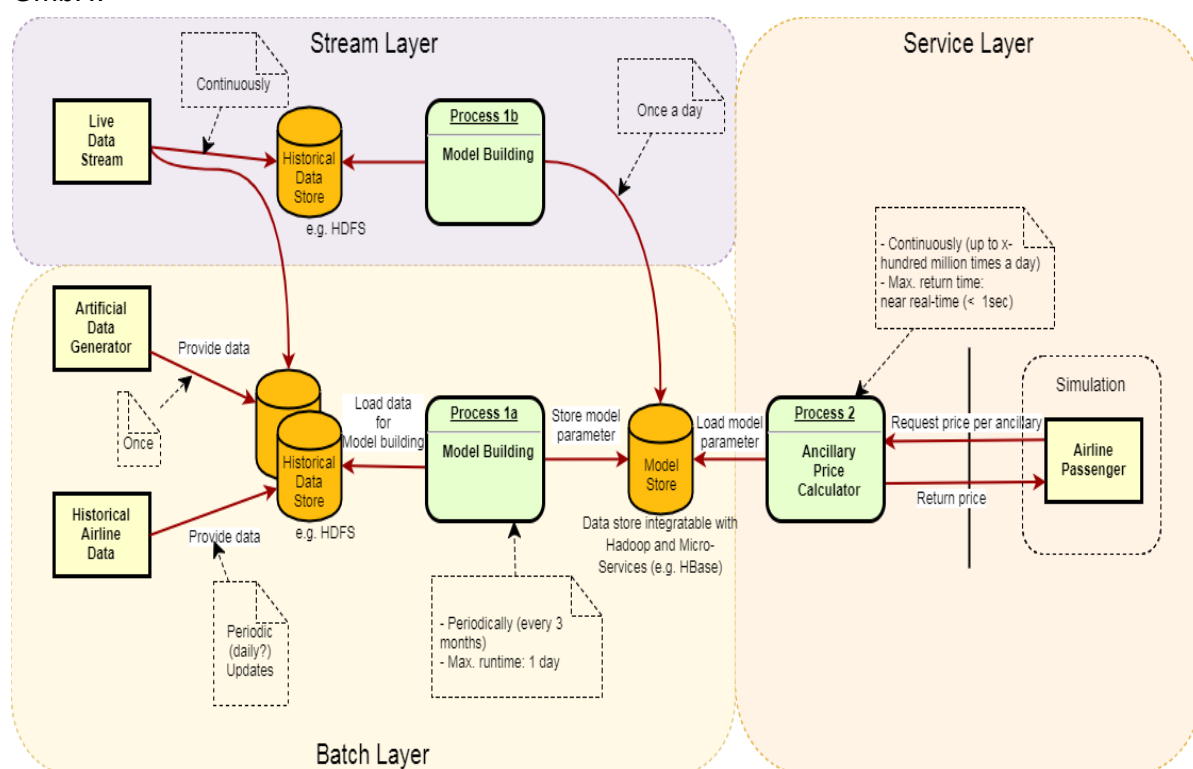 Stream Layer
Service Layer
Continuously
Live
Data
Stream
Historical
Data
Store
e.g. HDFS
Process 1b
Model Building
Once a day
- Continuously (up to x-
hundred million times a day)
- Max. return time:
near real-time (< 1sec)
Artificial
Data
Generator
Provide data
Once
Historical
Airline
Data
Provide data
Periodic
(daily?)
Updates
Historical
Data
Store
e.g. HDFS
Load data
for
Model building
Process 1a
Model Building
- Periodically (every 3
months)
- Max. runtime: 1 day
Store model
parameter
Model
Store
Data store integratable with
Hadoop and Micro-
Services (e.g. HBase)
Load model
parameter
Process 2
Ancillary
Price
Calculator
Request price per ancillary
Return price
Simulation
Airline
Passenger
Batch Layer